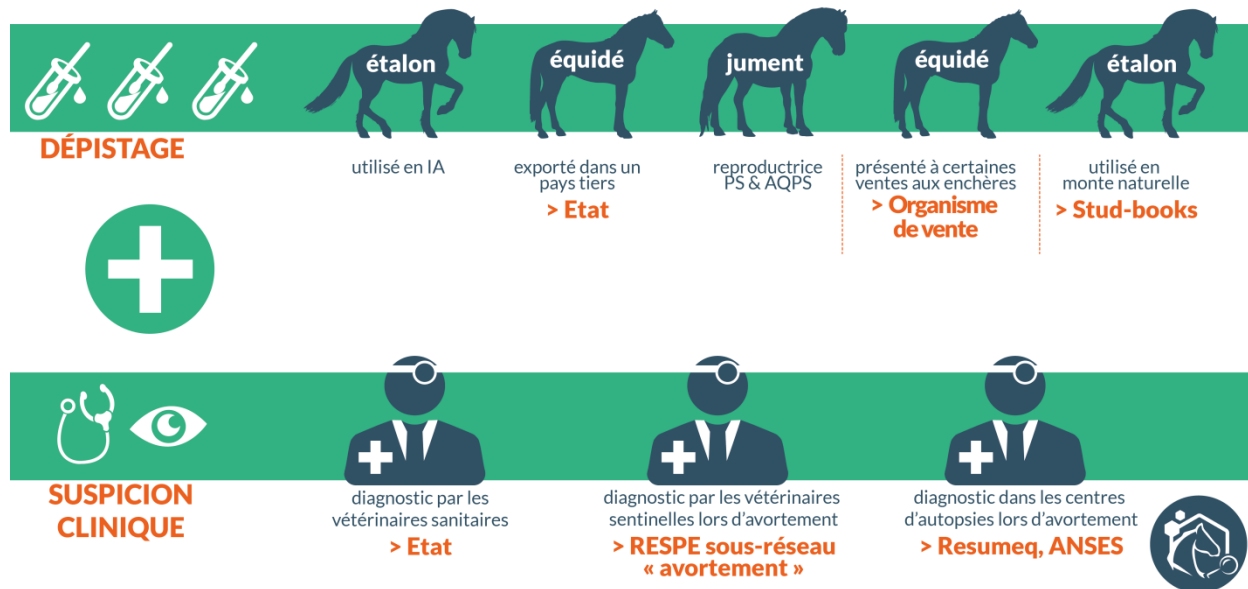 étalon
équidé
jument
équidé
étalon
DÉPISTAGE
utilisé en IA
exporté dans un
pays tiers
> Etat
reproductrice
PS & AQPS
présenté à certaines
ventes aux enchères
> Organisme
de vente
utilisé en
monte naturelle
> Stud-books
SUSPICION
CLINIQUE
diagnostic par les
vétérinaires sanitaires
> Etat
diagnostic par les vétérinaires
sentinelles lors d'avortement
> RESPE sous-réseau
« avortement »
diagnostic dans les centres
d'autopsies lors d'avortement
> Resumeq, ANSES